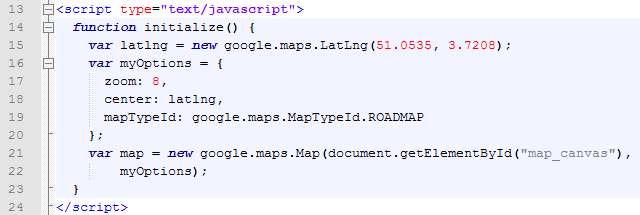 13 <script type="text/javascript">
14 function initialize() {
15 var latlng = new google.maps.LatLng(51.0535, 3.7208);
16 var myOptions = {
17 zoom: 8,
18 center: latlng,
19 mapTypeId: google.maps.MapTypeId.ROADMAP
20 };
21 var map = new google.maps.Map(document.getElementById("map_canvas"),
22 myOptions);
23 }
24 </script>